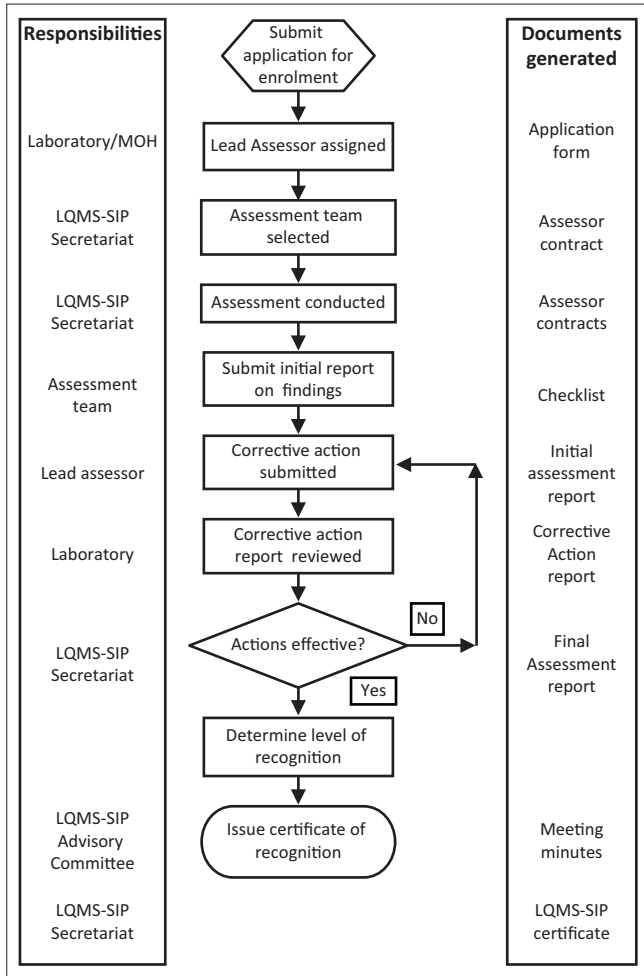 Responsibilities
Laboratory/MOH
LQMS-SIP
Secretariat
LQMS-SIP
Secretariat
Assessment
team
Lead assessor
Laboratory
LQMS-SIP
Secretariat
LQMS-SIP
Advisory
Committee
LQMS-SIP
Secretariat
Submit
application for
enrolment
Lead Assessor assigned
Assessment team
selected
Assessment conducted
Submit initial report
on findings
Corrective action
submitted
Corrective action
report reviewed
Actions effective?
No
Yes
Determine level of
recognition
Issue certificate of
recognition
Documents
generated
Application
form
Assessor
contract
Assessor
contracts
Checklist
Initial
assessment
report
Corrective
Action
report
Final
Assessment
report
Meeting
minutes
LQMS-SIP
certificate